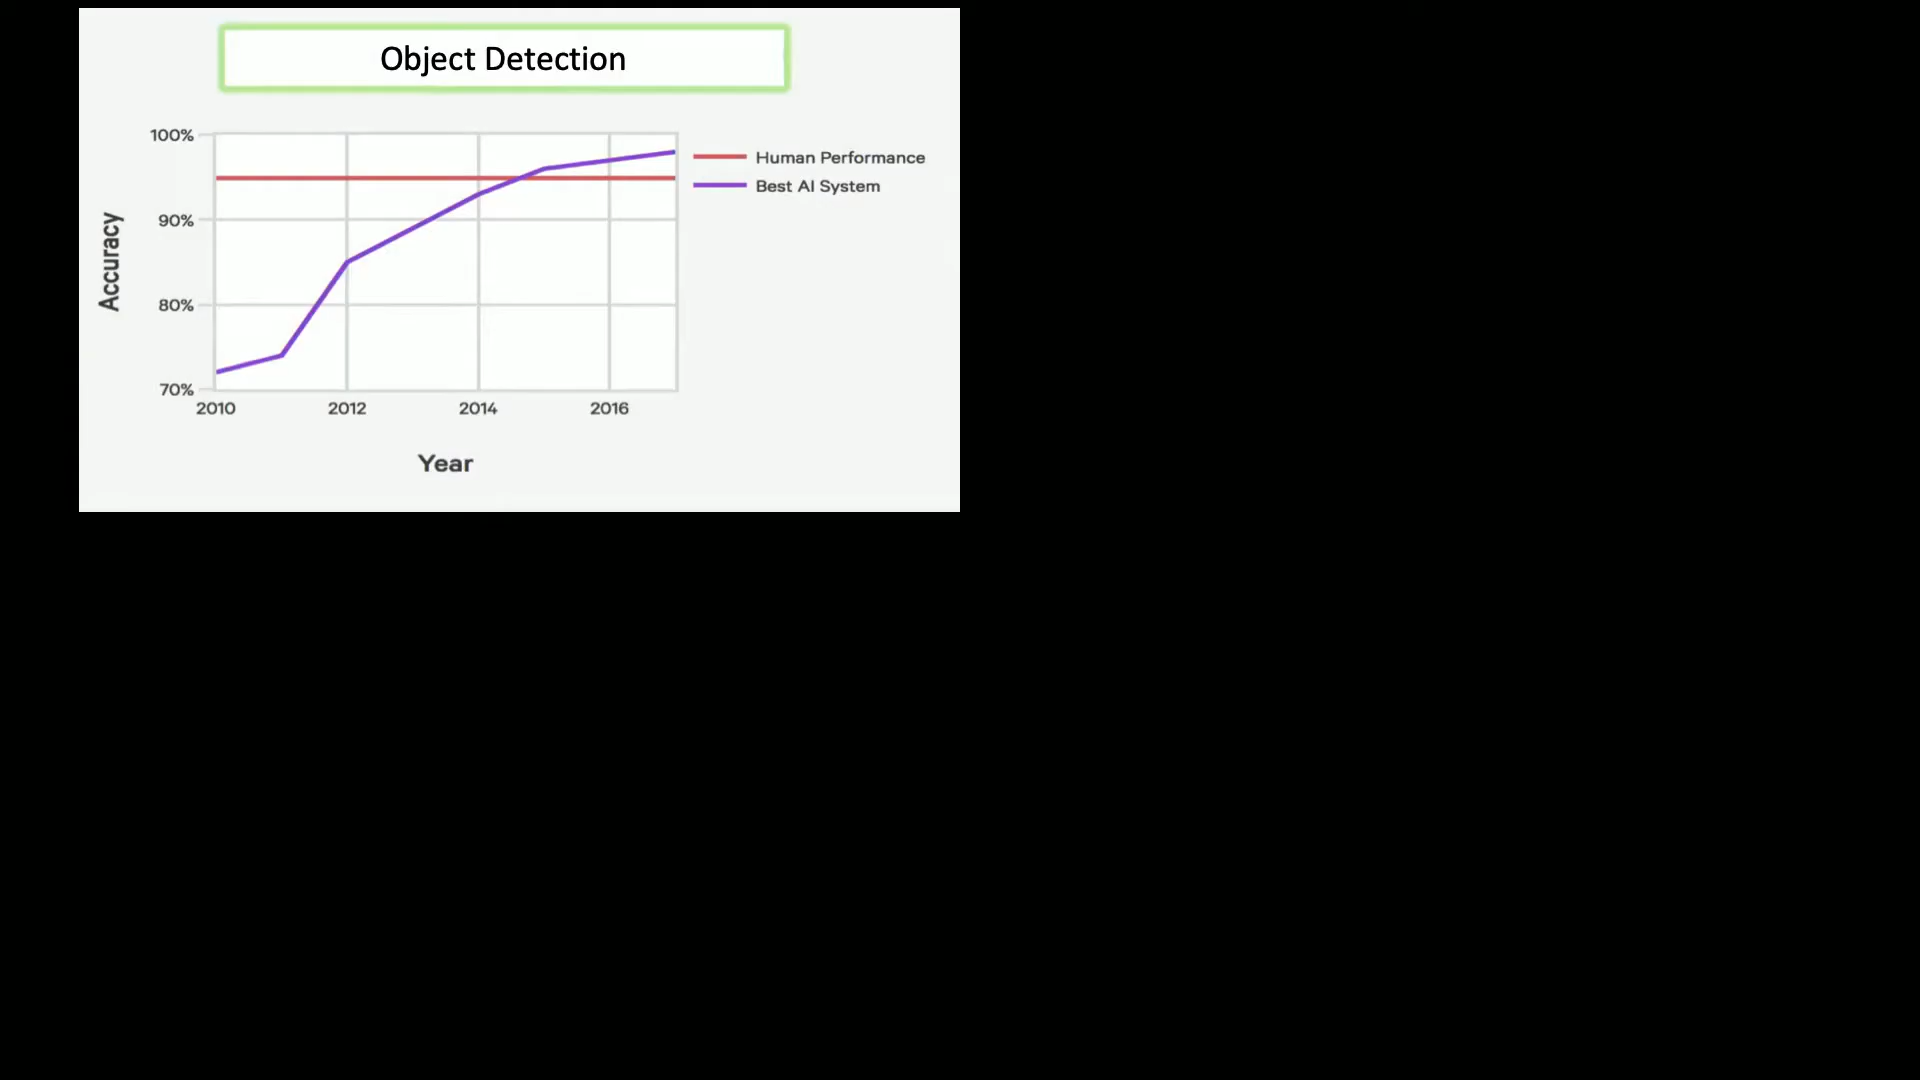 Object Detection
100%
90%
80%
70%
Accuracy
2010 2012 2014 2016
Year
Human Performance
Best AI System